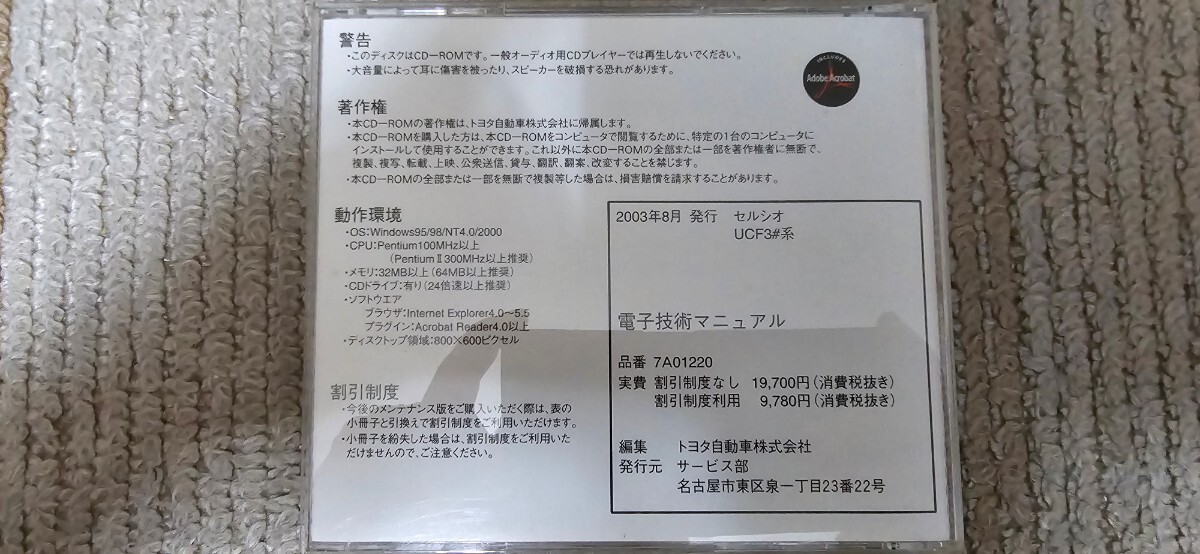 警告
・このディスクはCD－ROMです。一般オーディオ用CDプレイヤーでは再生しないでください。
・大音量によって耳に傷害を被ったり、スピーカーを破損する恐れがあります。
INCLUDES
Adobe Acrobat
著作権
・本CD－ROMの著作権は、トヨタ自動車株式会社に帰属します。
・本CD－ROMを購入した方は、本CD－ROMをコンピュータで閲覧するために、特定の1台のコンピュータに
インストールして使用することができます。これ以外に本CD－ROMの全部または一部を著作権者に無断で、
複製、複写、転載、上映、公衆送信、貸与、翻訳、翻案、改変することを禁じます。
・本CD－ROMの全部または一部を無断で複製等した場合は、損害賠償を請求することがあります。
動作環境
・OS:Windows95/98/NT4.0/2000
・CPU:Pentium100MHz以上
（PentiumⅡ300MHz以上推奨）
・メモリ:32MB以上（64MB以上推奨）
・CDドライブ:有り（24倍速以上推奨）
・ソフトウエア
ブラウザ:Internet Explorer4.0～5.5
プラグイン:Acrobat Reader4.0以上
・ディスクトップ領域:800×600ピクセル
割引制度
・今後のメンテナンス版をご購入いただく際は、表の
小冊子と引換えで割引制度をご利用いただけます。
・小冊子を紛失した場合は、割引制度をご利用いた
だけませんので、ご注意ください。
2003年8月 発行 セルシオ
UCF3#系
電子技術マニュアル
品番 7A01220
実費 割引制度なし 19,700円（消費税抜き）
割引制度利用 9,780円（消費税抜き）
編集 トヨタ自動車株式会社
発行元 サービス部
名古屋市東区泉一丁目23番22号